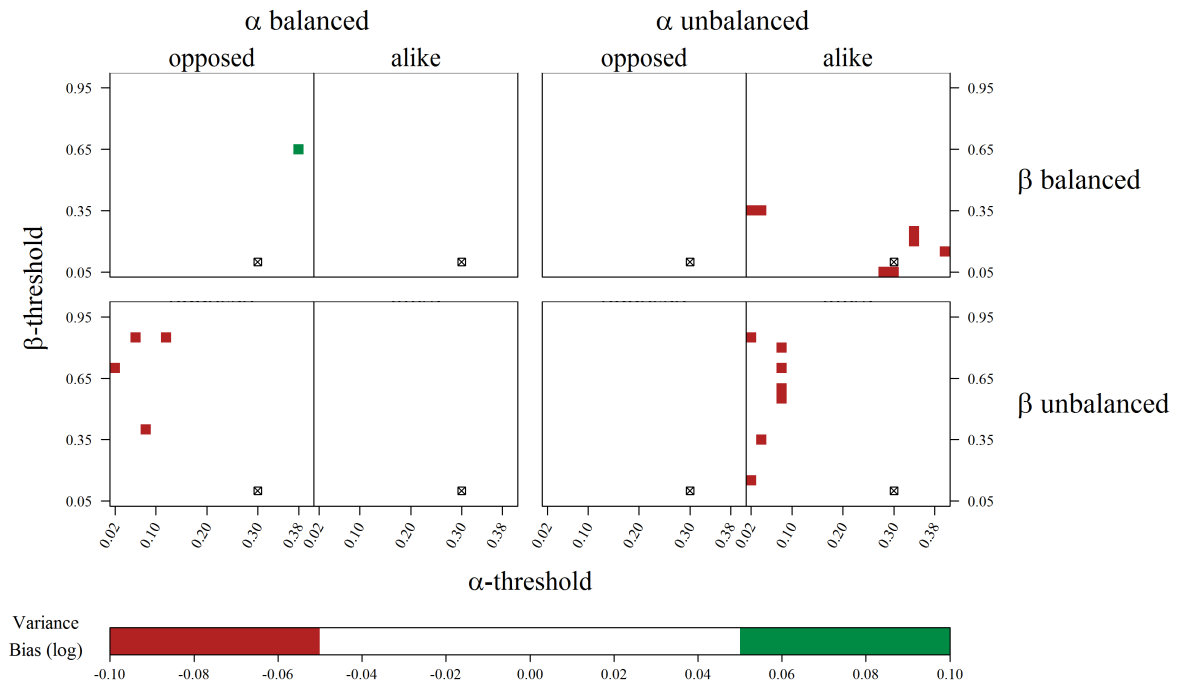 α balanced α unbalanced
opposed alike opposed alike
0.95 0.95
0.65 0.65
0.35 0.35
0.05 0.05
β balanced
β-threshold
0.95 0.95
0.65 0.65
0.35 0.35
0.05 0.05
β unbalanced
0.02 0.10 0.20 0.30 0.38 0.02 0.10 0.20 0.30 0.38 0.02 0.10 0.20 0.30 0.38 0.02 0.10 0.20 0.30 0.38
α-threshold
Variance
Bias (log)
-0.10 -0.08 -0.06 -0.04 -0.02 0.00 0.02 0.04 0.06 0.08 0.10